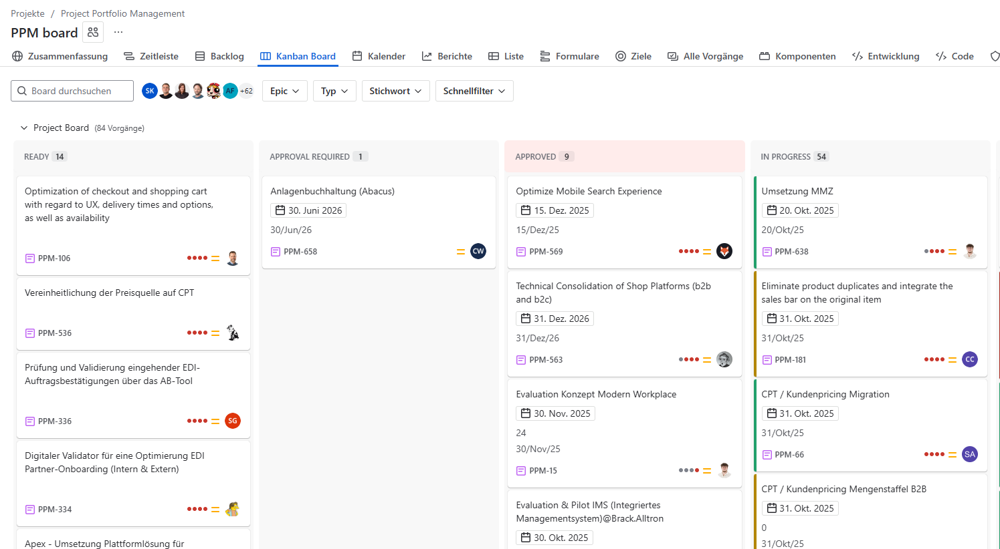 Projekte / Project Portfolio Management
PPM board
Zusammenfassung Zeitleiste Backlog Kanban Board Kalender Berichte Liste Formulare Ziele Alle Vorgänge Komponenten Entwicklung Code
Board durchsuchen SK AF +62 Epic Typ Stichwort Schnellfilter
Project Board (84 Vorgänge)
READY 14
Optimization of checkout and shopping cart
with regard to UX, delivery times and options,
as well as availability
PPM-106
Vereinheitlichung der Preisquelle auf CPT
PPM-536
Prüfung und Validierung eingehender EDI-
Auftragsbestätigungen über das AB-Tool
PPM-336 SG
Digitaler Validator für eine Optimierung EDI
Partner-Onboarding (Intern & Extern)
PPM-334
Apex - Umsetzung Plattformlösung für
APPROVAL REQUIRED 1
Anlagenbuchhaltung (Abacus)
30. Juni 2026
30/Jun/26
PPM-658 CW
APPROVED 9
Optimize Mobile Search Experience
15. Dez. 2025
15/Dez/25
PPM-569
Technical Consolidation of Shop Platforms (b2b
and b2c)
31. Dez. 2026
31/Dez/26
PPM-563
Evaluation Konzept Modern Workplace
30. Nov. 2025
24
30/Nov/25
PPM-15
Evaluation & Pilot IMS (Integriertes
Managementsystem)@Brack.Alltron
30. Okt. 2025
IN PROGRESS 54
Umsetzung MMZ
20. Okt. 2025
20/Okt/25
PPM-638
Eliminate product duplicates and integrate the
sales bar on the original item
31. Okt. 2025
31/Okt/25
PPM-181 CC
CPT / Kundenpricing Migration
31. Okt. 2025
31/Okt/25
PPM-66 SA
CPT / Kundenpricing Mengenstaffel B2B
31. Okt. 2025
0
31/Okt/25